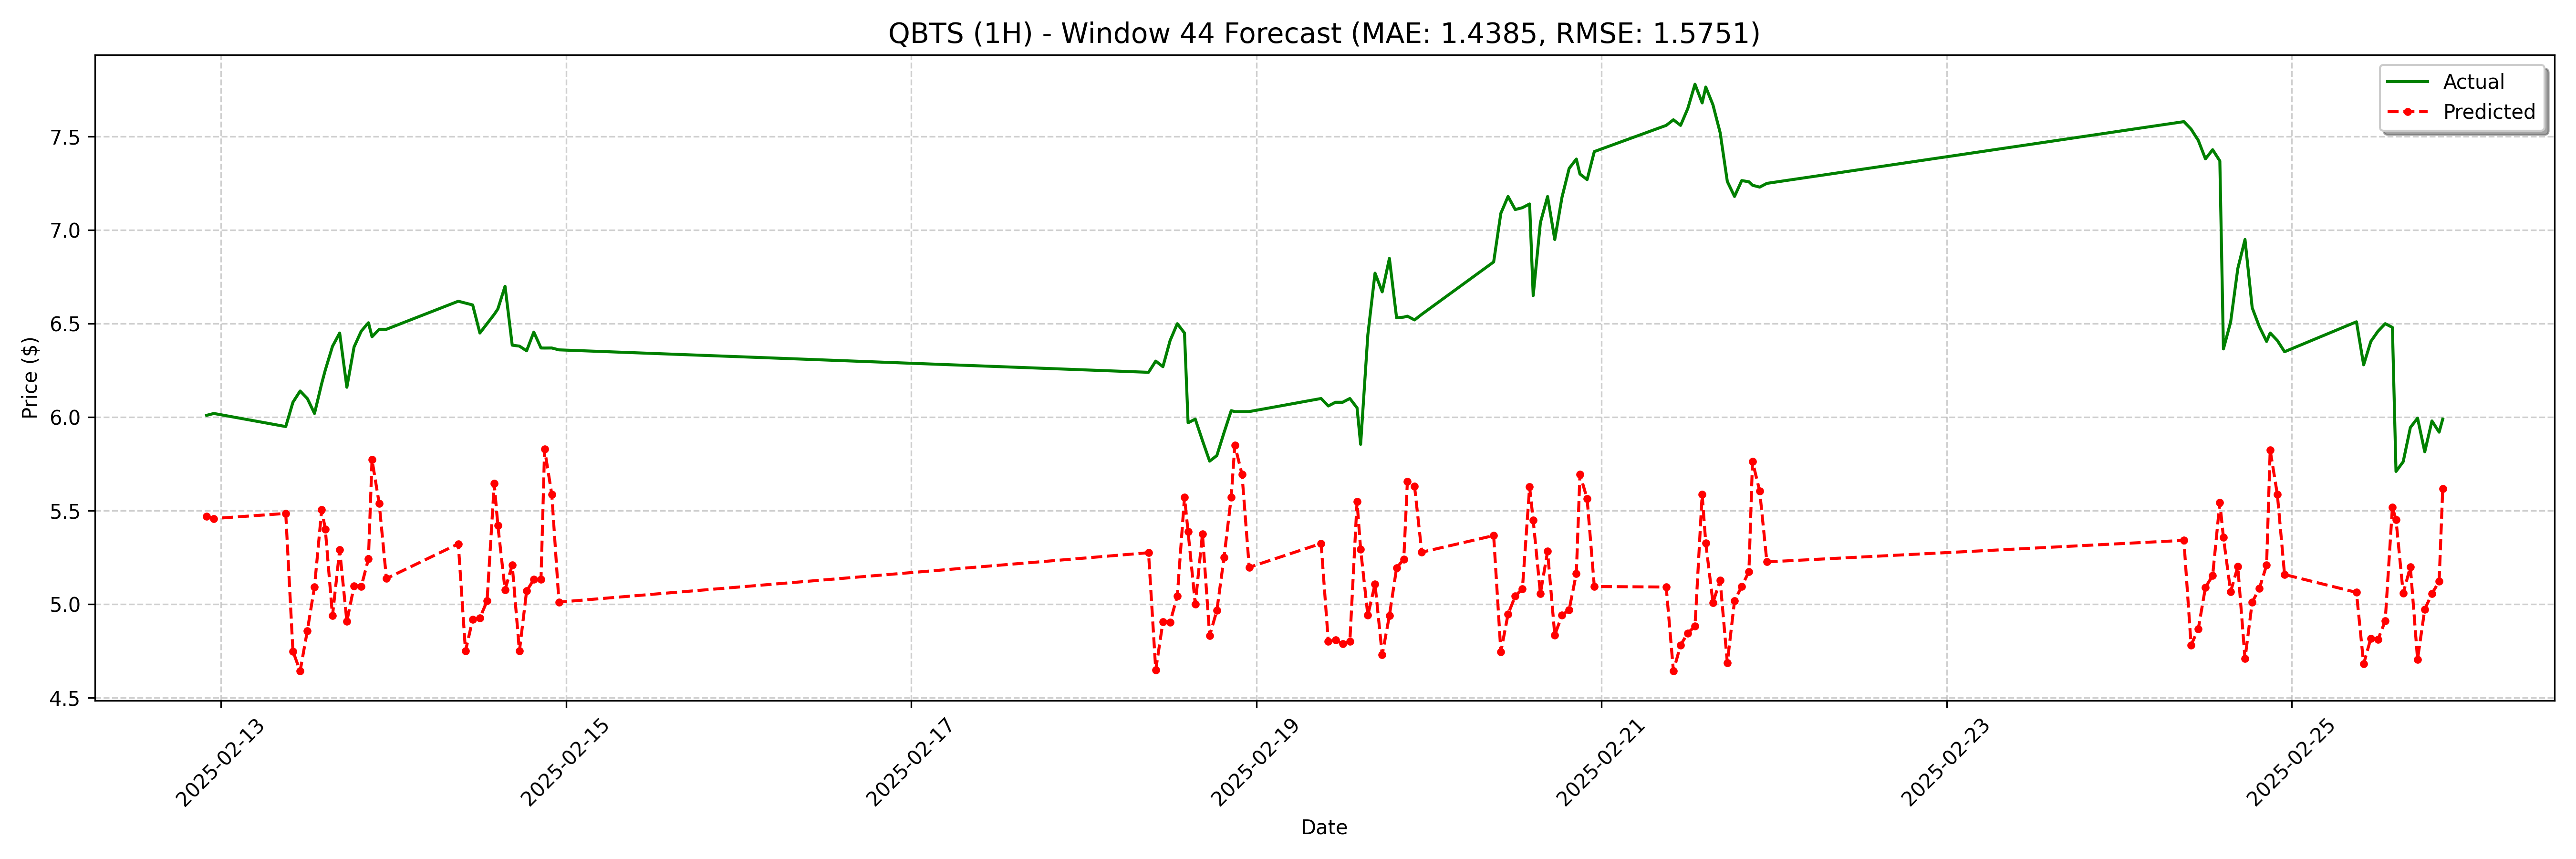 QBTS (1H) - Window 44 Forecast (MAE: 1.4385, RMSE: 1.5751)
Actual
Predicted
Price ($)
7.5
7.0
6.5
6.0
5.5
5.0
4.5
2025-02-13
2025-02-15
2025-02-17
2025-02-19
2025-02-21
2025-02-23
2025-02-25
Date